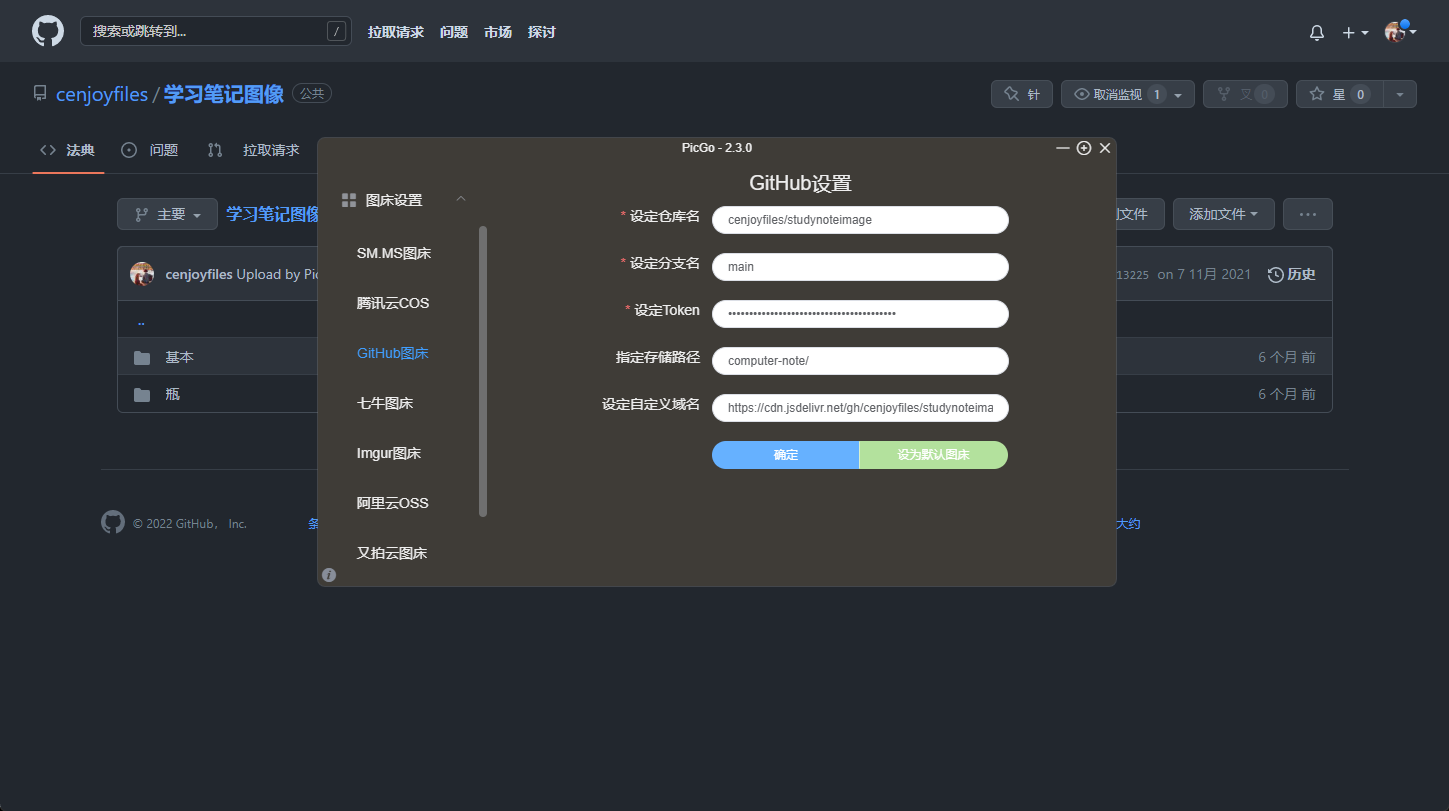 搜索或跳转到...
/
拉取请求 问题 市场 探讨
cenjoyfiles / 学习笔记图像 公共
针
取消监视 1
叉 0
星 0
法典 问题 拉取请求
PicGo - 2.3.0
主要
学习笔记图像
文件
添加文件
...
cenjoyfiles Upload by Pic
13225 on 7 11月 2021
历史
..
基本
6 个月 前
瓶
6 个月 前
图床设置
SM.MS图床
腾讯云COS
GitHub图床
七牛图床
Imgur图床
阿里云OSS
又拍云图床
GitHub设置
* 设定仓库名 cenjoyfiles/studynoteimage
* 设定分支名 main
* 设定Token ••••••••••••••••••••••••••••••••••••••••
指定存储路径 computer-note/
设定自定义域名 https://cdn.jsdelivr.net/gh/cenjoyfiles/studynoteima
确定 设为默认图床
© 2022 GitHub， Inc.
条
大约